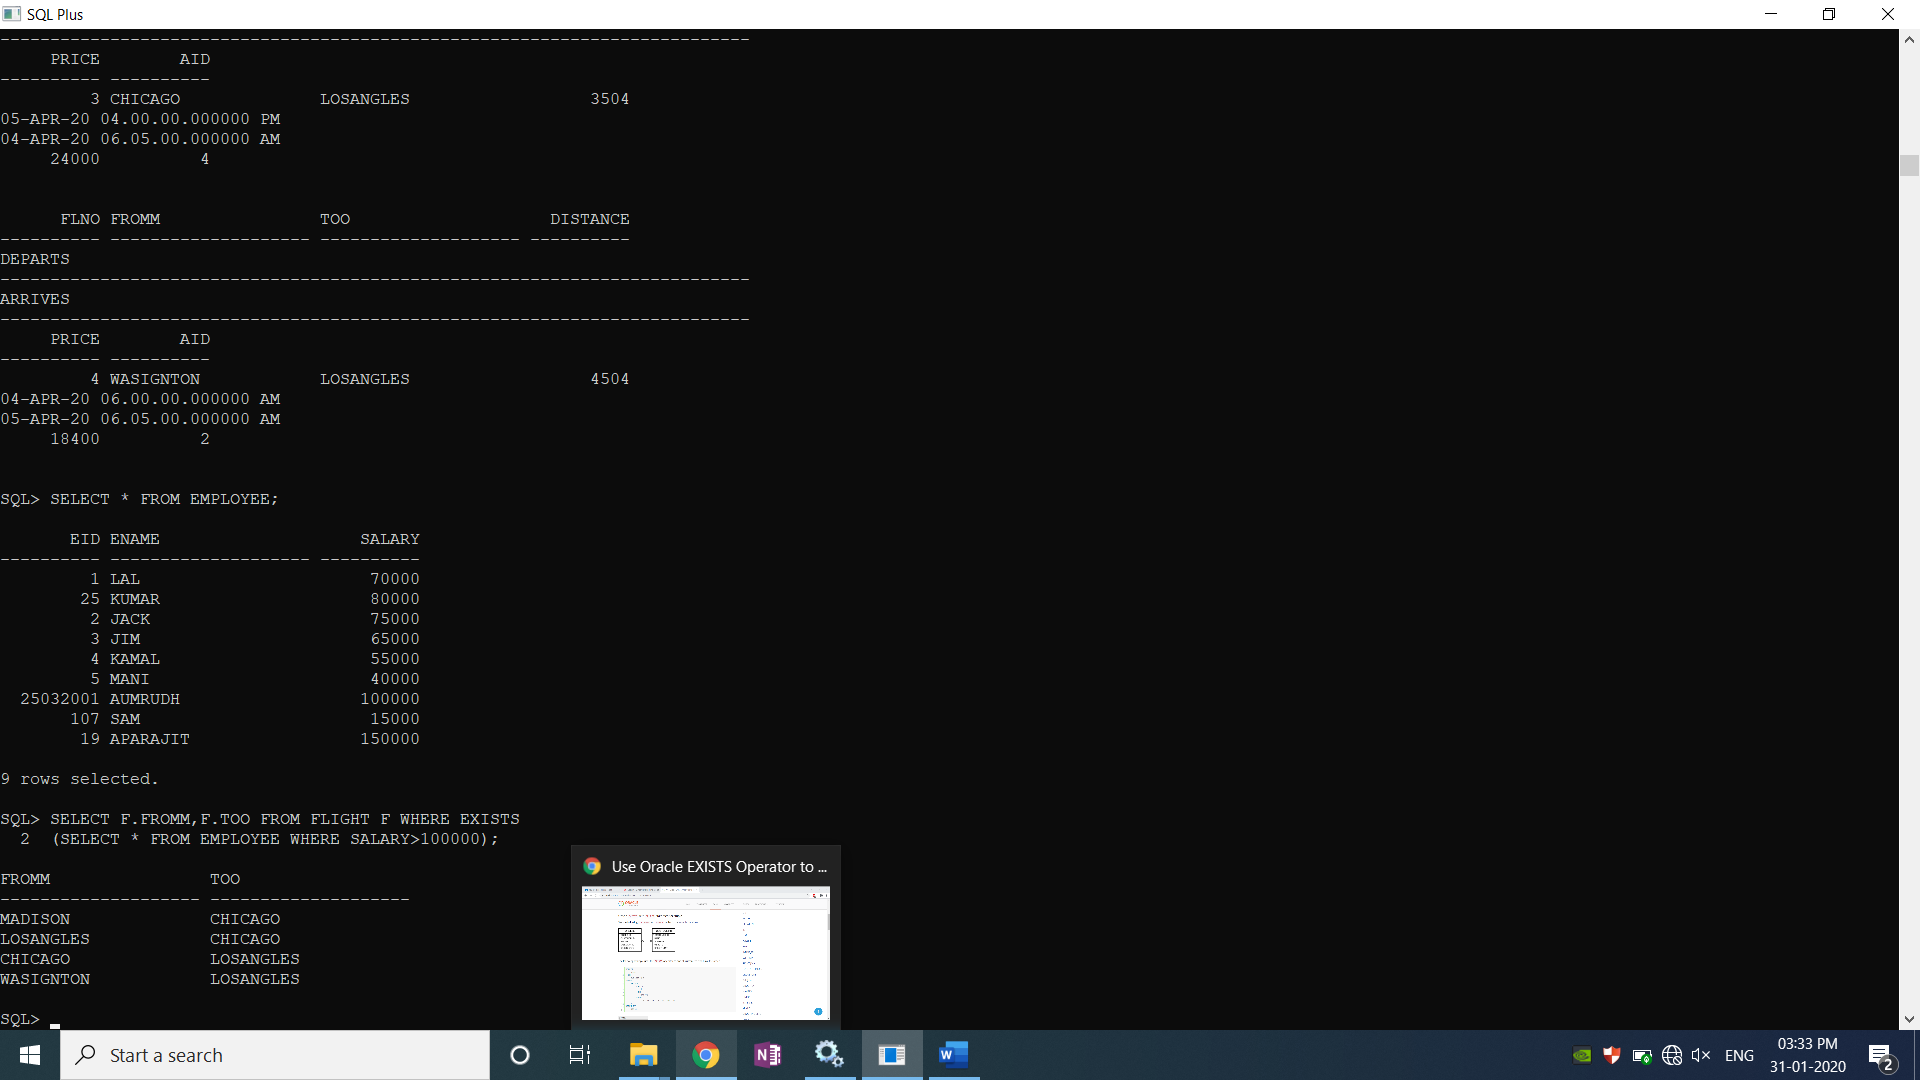 SQL Plus
---------------------------------------------------------------------------
     PRICE        AID
---------- ----------
         3 CHICAGO              LOSANGLES                  3504
05-APR-20 04.00.00.000000 PM
04-APR-20 06.05.00.000000 AM
     24000          4
      FLNO FROMM                TOO                    DISTANCE
---------- -------------------- -------------------- ----------
DEPARTS
---------------------------------------------------------------------------
ARRIVES
---------------------------------------------------------------------------
     PRICE        AID
---------- ----------
         4 WASIGNTON            LOSANGLES                  4504
04-APR-20 06.00.00.000000 AM
05-APR-20 06.05.00.000000 AM
     18400          2
SQL> SELECT * FROM EMPLOYEE;
       EID ENAME                    SALARY
---------- -------------------- ----------
         1 LAL                       70000
        25 KUMAR                     80000
         2 JACK                      75000
         3 JIM                       65000
         4 KAMAL                     55000
         5 MANI                      40000
  25032001 AUMRUDH                  100000
       107 SAM                       15000
        19 APARAJIT                 150000
9 rows selected.
SQL> SELECT F.FROMM,F.TOO FROM FLIGHT F WHERE EXISTS
  2  (SELECT * FROM EMPLOYEE WHERE SALARY>100000);
FROMM                TOO
-------------------- --------------------
MADISON              CHICAGO
LOSANGLES            CHICAGO
CHICAGO              LOSANGLES
WASIGNTON            LOSANGLES
SQL>
Use Oracle EXISTS Operator to ...
Start a search
ENG
03:33 PM
31-01-2020
2